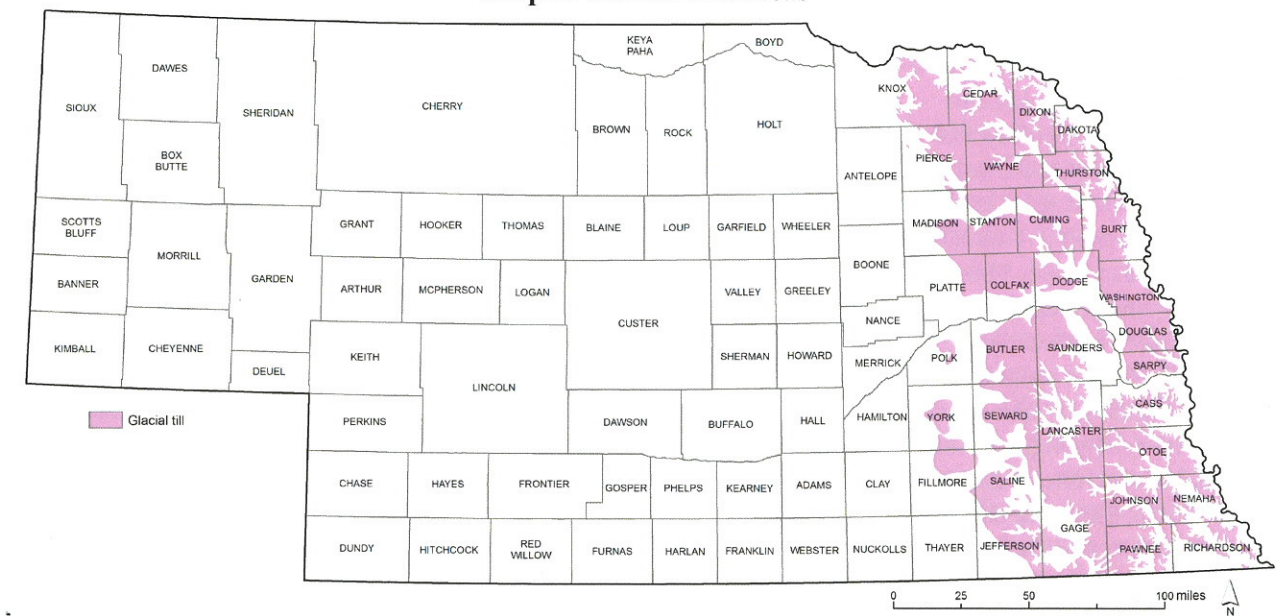 KEYA
PAHA
BOYD
DAWES
SIOUX
SHERIDAN
CHERRY
BROWN
ROCK
HOLT
KNOX
CEDAR
DIXON
DAKOTA
BOX
BUTTE
ANTELOPE
PIERCE
WAYNE
THURSTON
SCOTTS
BLUFF
MORRILL
GRANT
HOOKER
THOMAS
BLAINE
LOUP
GARFIELD
WHEELER
MADISON
STANTON
CUMING
BURT
BANNER
GARDEN
ARTHUR
MCPHERSON
LOGAN
CUSTER
VALLEY
GREELEY
BOONE
PLATTE
COLFAX
DODGE
WASHINGTON
NANCE
KIMBALL
CHEYENNE
DEUEL
KEITH
LINCOLN
SHERMAN
HOWARD
MERRICK
POLK
BUTLER
SAUNDERS
DOUGLAS
SARPY
Glacial till
PERKINS
DAWSON
BUFFALO
HALL
HAMILTON
YORK
SEWARD
LANCASTER
CASS
OTOE
CHASE
HAYES
FRONTIER
GOSPER
PHELPS
KEARNEY
ADAMS
CLAY
FILLMORE
SALINE
GAGE
JOHNSON
NEMAHA
DUNDY
HITCHCOCK
RED
WILLOW
FURNAS
HARLAN
FRANKLIN
WEBSTER
NUCKOLLS
THAYER
JEFFERSON
PAWNEE
RICHARDSON
0 25 50 100 miles
N